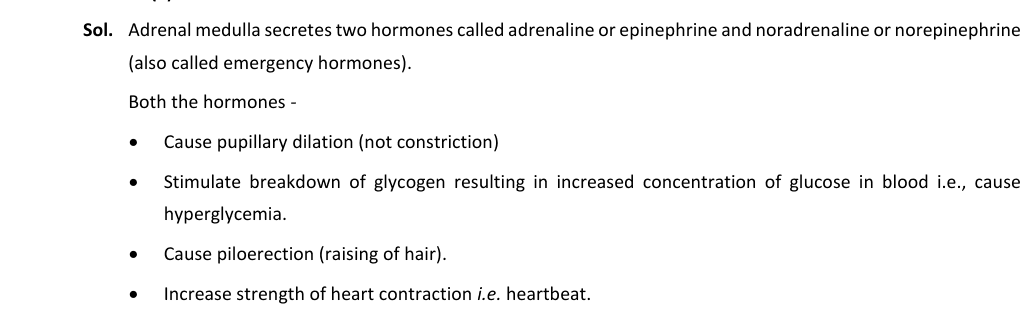 Sol. Adrenal medulla secretes two hormones called adrenaline or epinephrine and noradrenaline or norepinephrine
(also called emergency hormones).
Both the hormones -
• Cause pupillary dilation (not constriction)
• Stimulate breakdown of glycogen resulting in increased concentration of glucose in blood i.e., cause
hyperglycemia.
• Cause piloerection (raising of hair).
• Increase strength of heart contraction i.e. heartbeat.